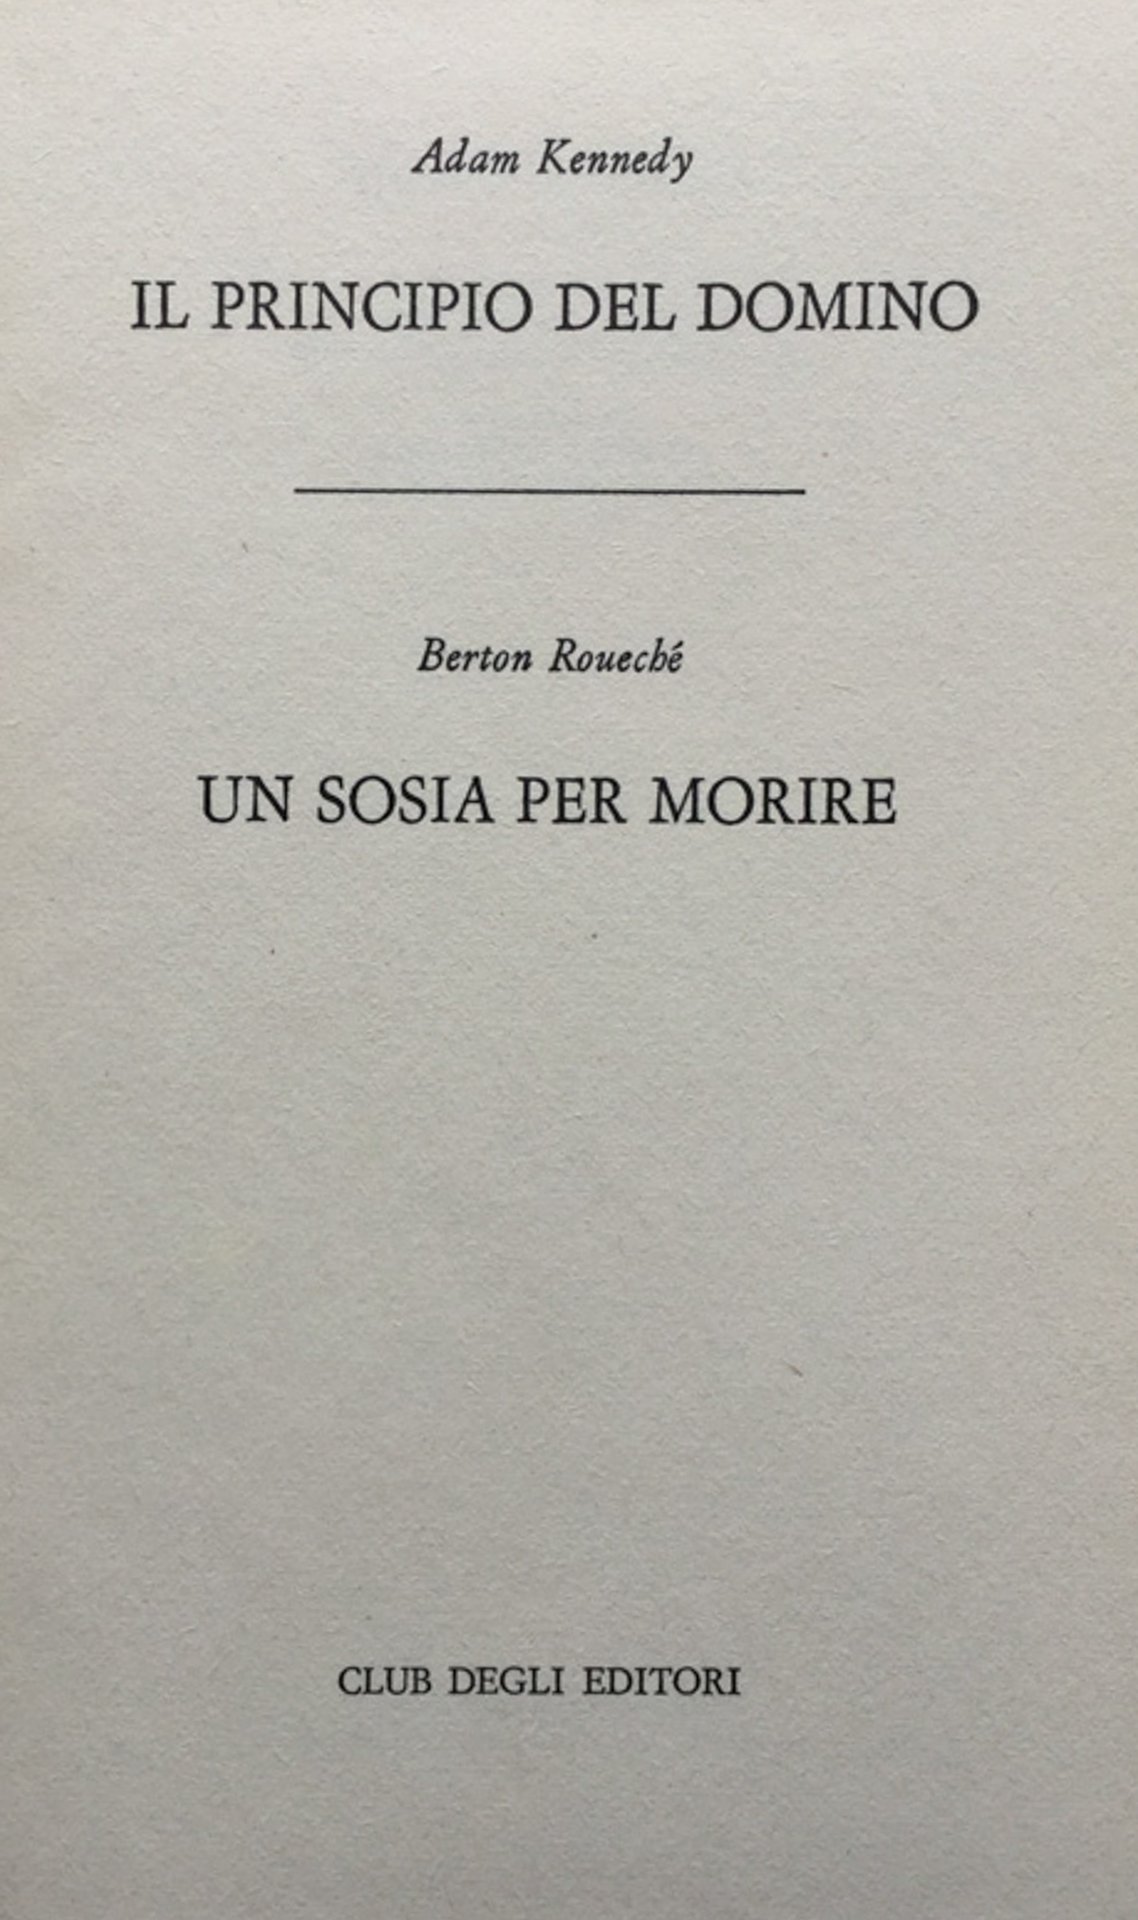 Adam Kennedy
IL PRINCIPIO DEL DOMINO
Berton Roueché
UN SOSIA PER MORIRE
CLUB DEGLI EDITORI